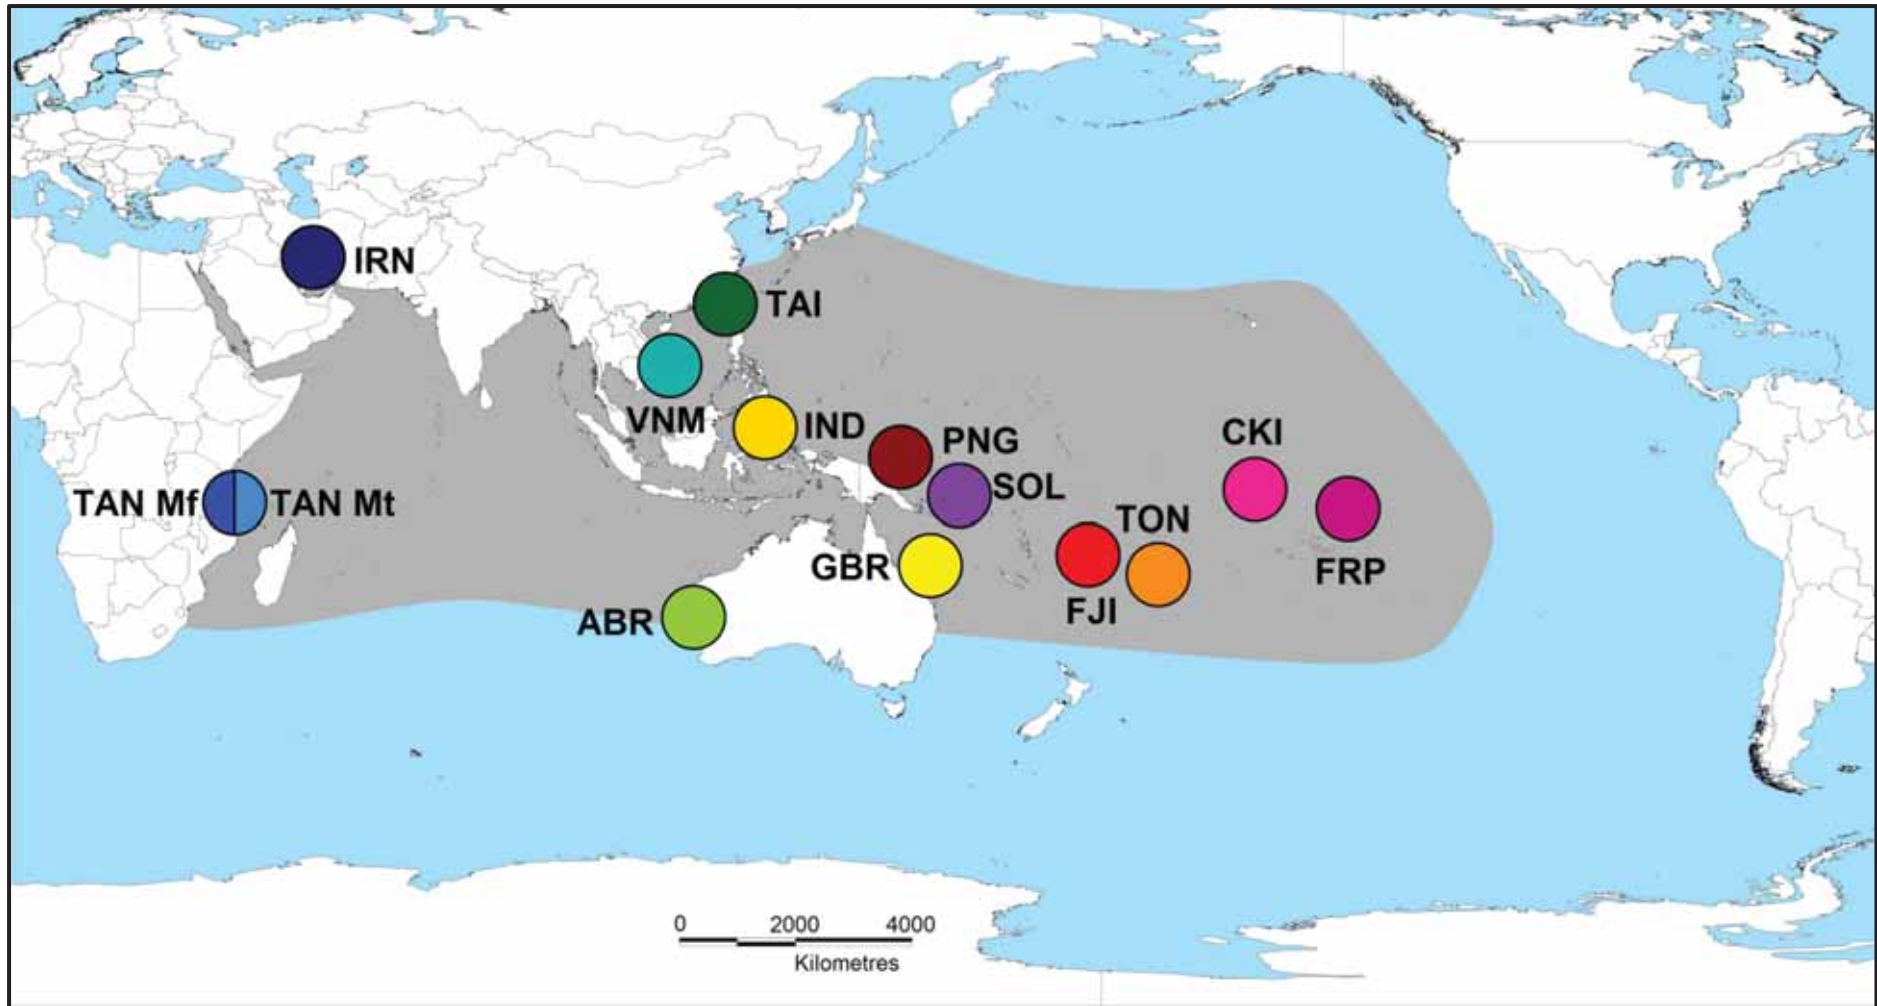 IRN
TAI
VNM
IND
PNG
CKI
SOL
TAN Mf
TAN Mt
TON
GBR
FRP
FJI
ABR
0 2000 4000
Kilometres